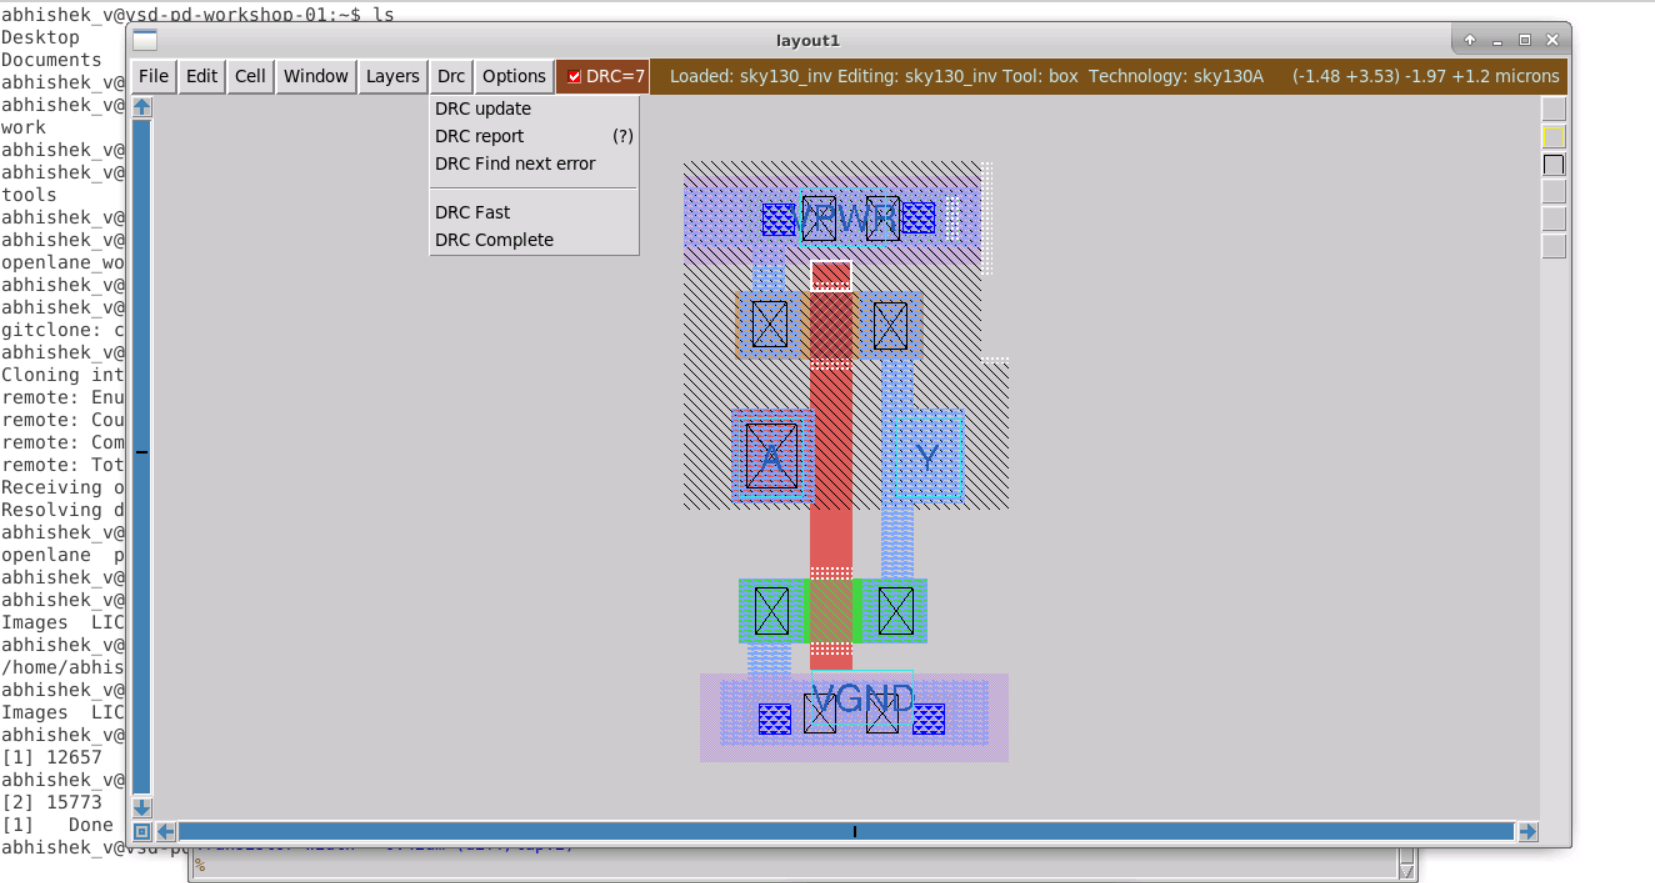 abhishek_v@vsd-pd-workshop-01:~$ ls
Desktop
Documents
abhishek_v@
abhishek_v@
work
abhishek_v@
abhishek_v@
tools
abhishek_v@
abhishek_v@
openlane_wo
abhishek_v@
abhishek_v@
gitclone: c
abhishek_v@
Cloning int
remote: Enu
remote: Cou
remote: Com
remote: Tot
Receiving o
Resolving d
abhishek_v@
openlane  p
abhishek_v@
abhishek_v@
Images  LIC
abhishek_v@
/home/abhis
abhishek_v@
Images  LIC
abhishek_v@
[1] 12657
abhishek_v@
[2] 15773
[1]   Done
abhishek_v@vsd-pd
layout1
File Edit Cell Window Layers Drc Options DRC=7 Loaded: sky130_inv Editing: sky130_inv Tool: box Technology: sky130A (-1.48 +3.53) -1.97 +1.2 microns
DRC update
DRC report (?)
DRC Find next error
DRC Fast
DRC Complete
VPWR
A
Y
VGND
%